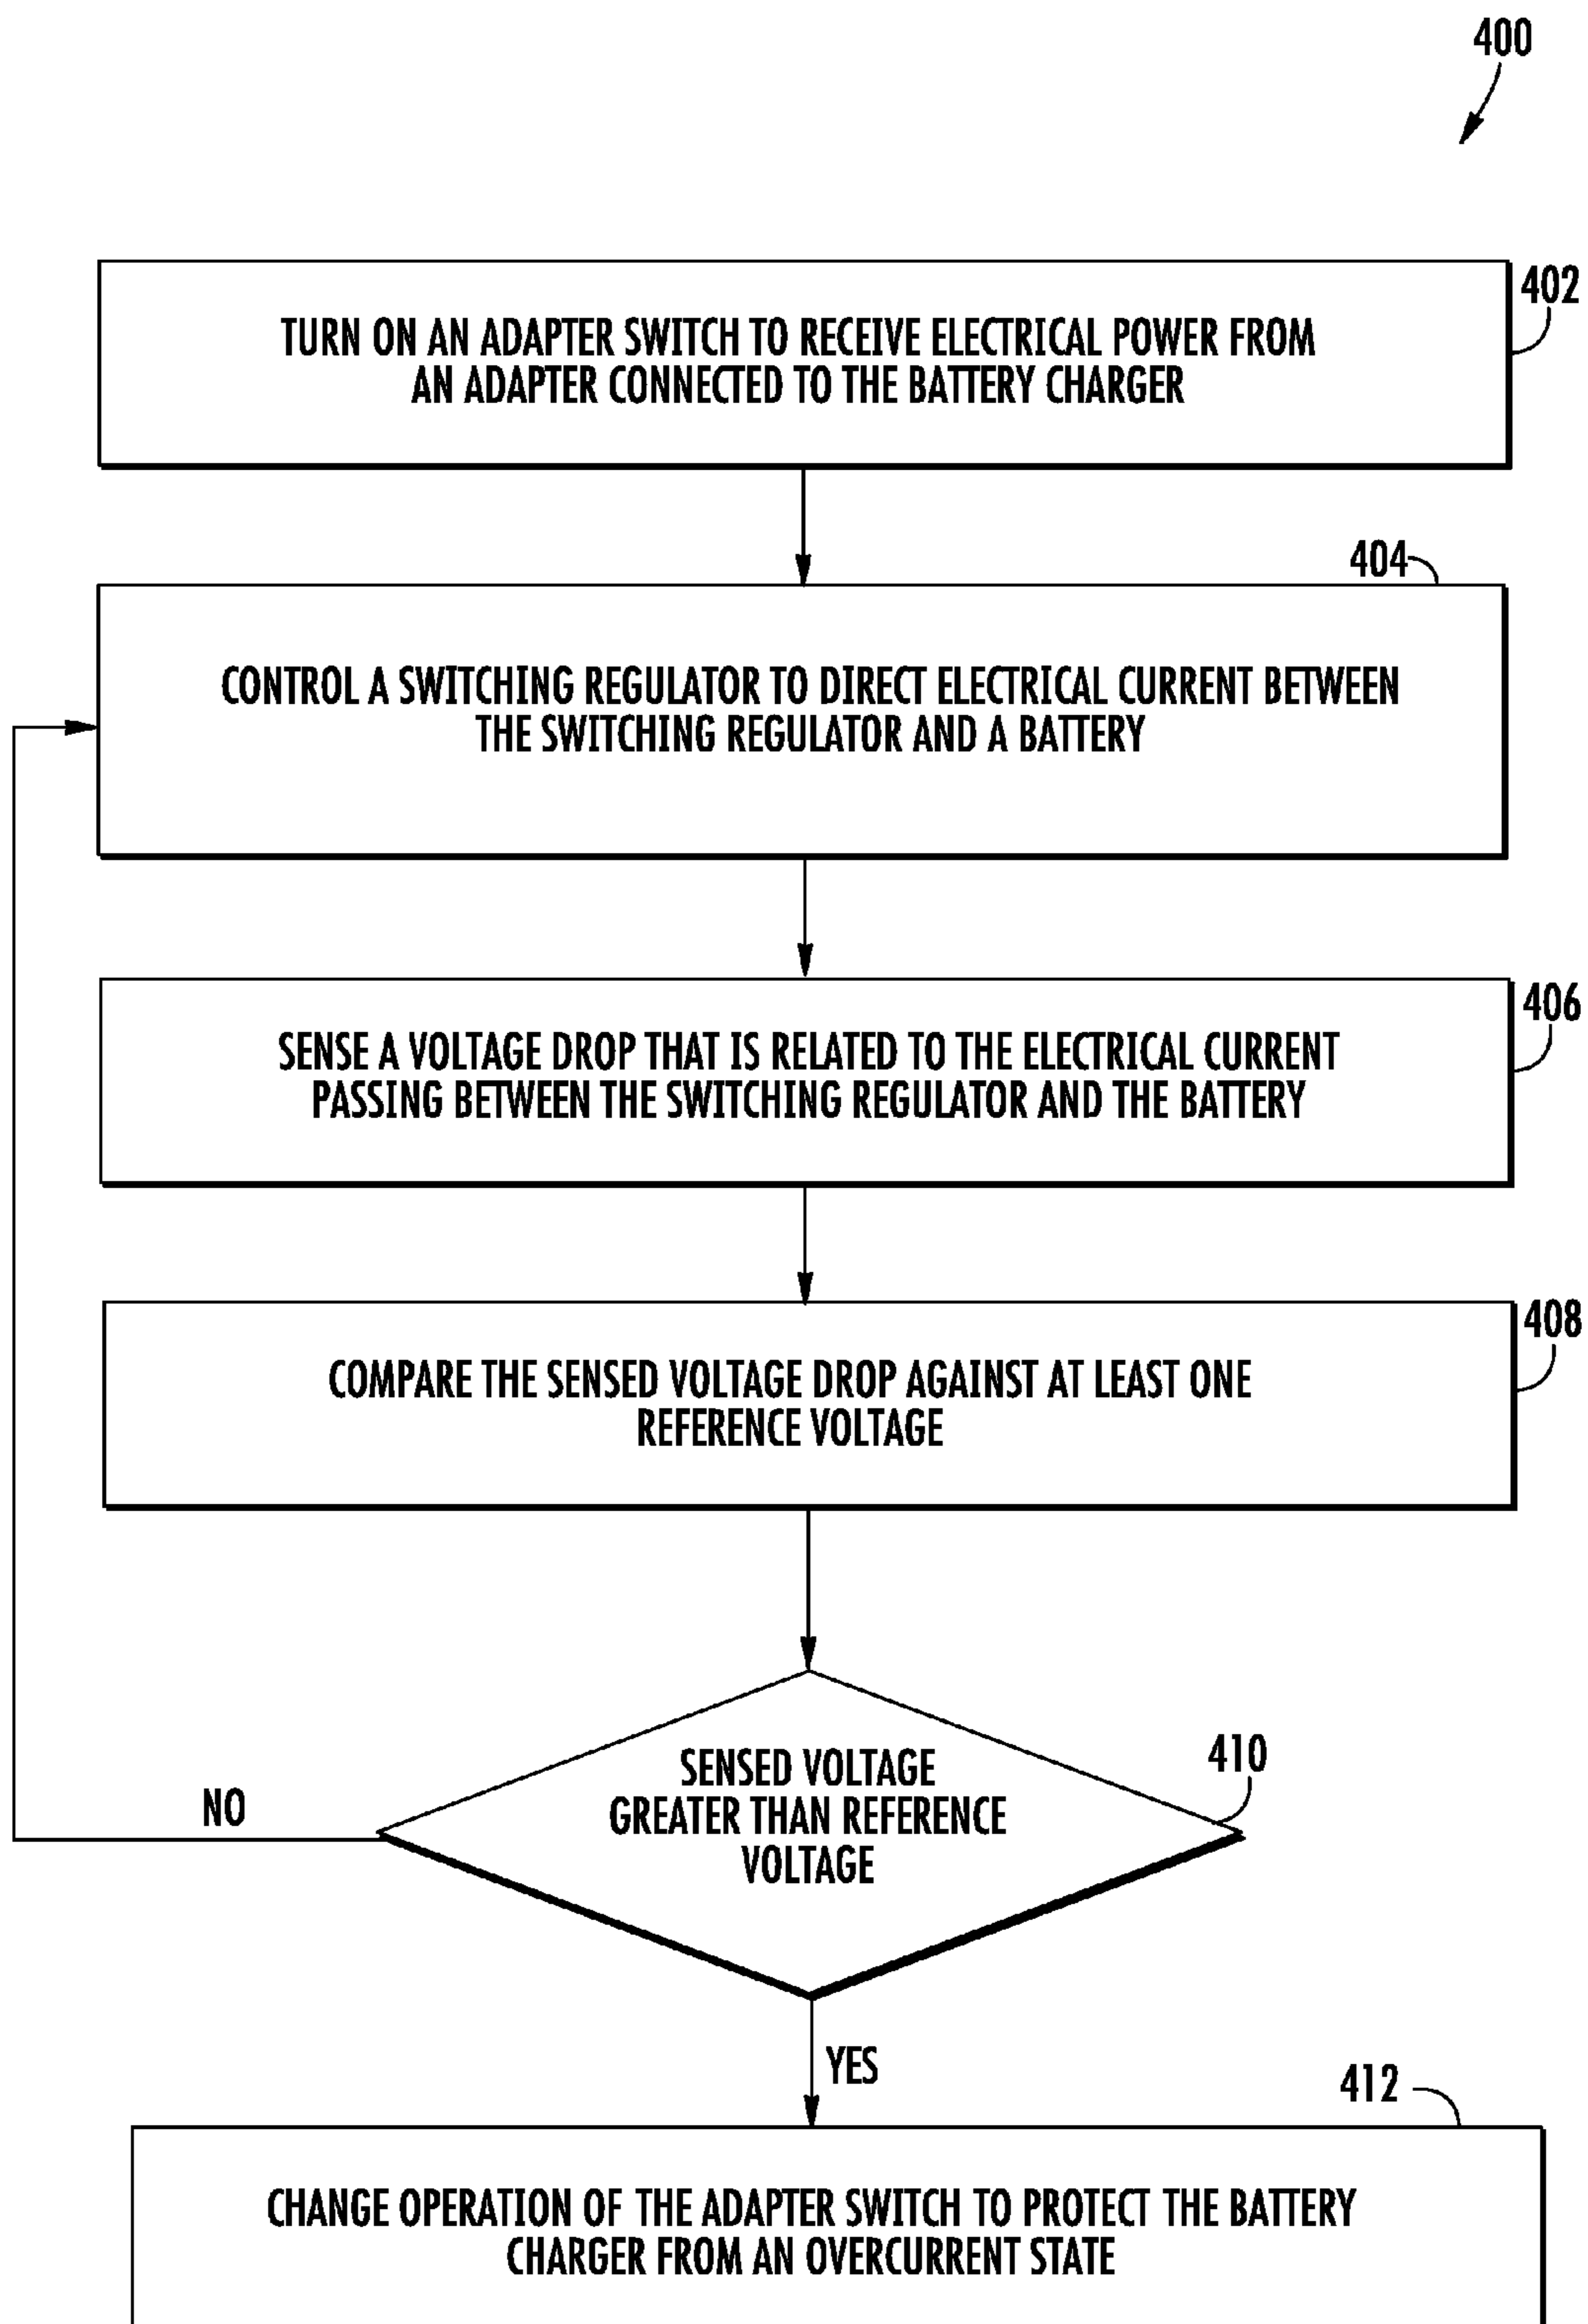 400
402
TURN ON AN ADAPTER SWITCH TO RECEIVE ELECTRICAL POWER FROM
AN ADAPTER CONNECTED TO THE BATTERY CHARGER
404
CONTROL A SWITCHING REGULATOR TO DIRECT ELECTRICAL CURRENT BETWEEN
THE SWITCHING REGULATOR AND A BATTERY
406
SENSE A VOLTAGE DROP THAT IS RELATED TO THE ELECTRICAL CURRENT
PASSING BETWEEN THE SWITCHING REGULATOR AND THE BATTERY
408
COMPARE THE SENSED VOLTAGE DROP AGAINST AT LEAST ONE
REFERENCE VOLTAGE
410
SENSED VOLTAGE
GREATER THAN REFERENCE
VOLTAGE
NO
YES
412
CHANGE OPERATION OF THE ADAPTER SWITCH TO PROTECT THE BATTERY
CHARGER FROM AN OVERCURRENT STATE